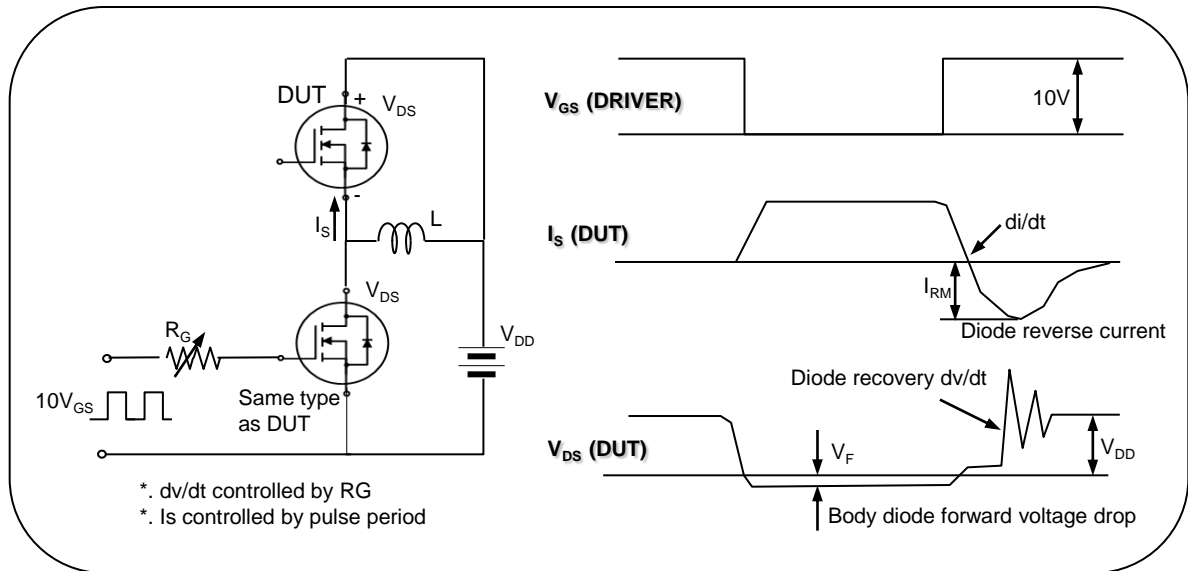 DUT
+
V_DS
-
I_S
L
V_DS
R_G
V_DD
10V_GS
Same type
as DUT
*. dv/dt controlled by RG
*. Is controlled by pulse period
V_GS (DRIVER)
10V
I_S (DUT)
di/dt
I_RM
Diode reverse current
Diode recovery dv/dt
V_DS (DUT)
V_F
V_DD
Body diode forward voltage drop